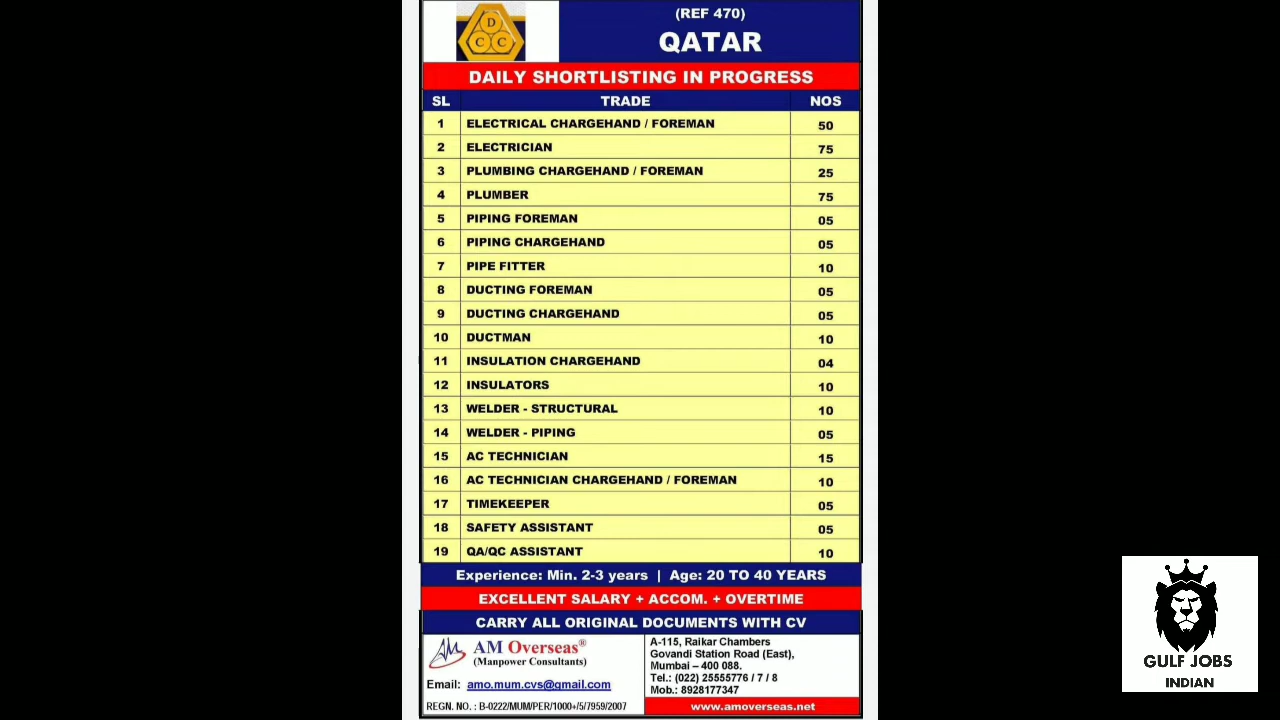 D
C C
(REF 470)
QATAR
DAILY SHORTLISTING IN PROGRESS
SL TRADE NOS
1 ELECTRICAL CHARGEHAND / FOREMAN 50
2 ELECTRICIAN 75
3 PLUMBING CHARGEHAND / FOREMAN 25
4 PLUMBER 75
5 PIPING FOREMAN 05
6 PIPING CHARGEHAND 05
7 PIPE FITTER 10
8 DUCTING FOREMAN 05
9 DUCTING CHARGEHAND 05
10 DUCTMAN 10
11 INSULATION CHARGEHAND 04
12 INSULATORS 10
13 WELDER - STRUCTURAL 10
14 WELDER - PIPING 05
15 AC TECHNICIAN 15
16 AC TECHNICIAN CHARGEHAND / FOREMAN 10
17 TIMEKEEPER 05
18 SAFETY ASSISTANT 05
19 QA/QC ASSISTANT 10
Experience: Min. 2-3 years | Age: 20 TO 40 YEARS
EXCELLENT SALARY + ACCOM. + OVERTIME
CARRY ALL ORIGINAL DOCUMENTS WITH CV
AM Overseas®
(Manpower Consultants)
Email: amo.mum.cvs@gmail.com
REGN. NO. : B-0222/MUM/PER/1000+/5/7959/2007
A-115, Raikar Chambers
Govandi Station Road (East),
Mumbai – 400 088.
Tel.: (022) 25555776 / 7 / 8
Mob.: 8928177347
www.amoverseas.net
GULF JOBS
INDIAN